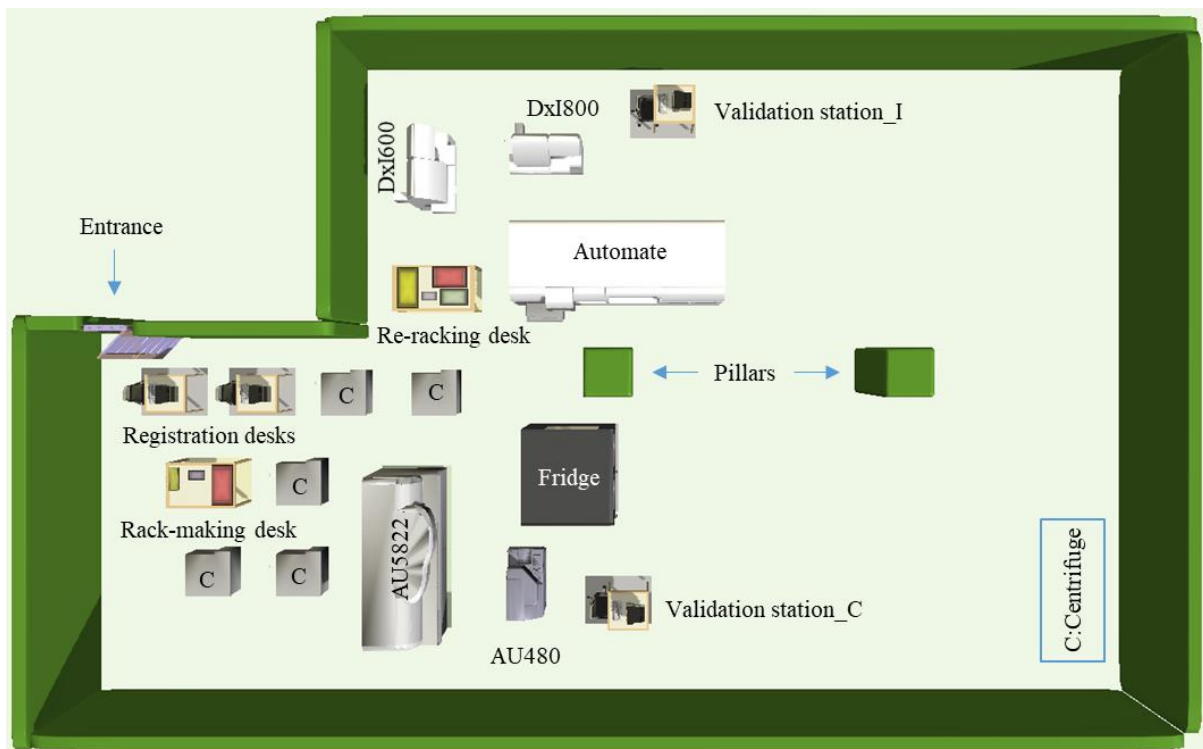 DxI800
Validation station_I
DxI600
Entrance
Automate
Re-racking desk
Pillars
C
C
Registration desks
C
Fridge
Rack-making desk
AU5822
C
C
Validation station_C
AU480
C:Centrifuge